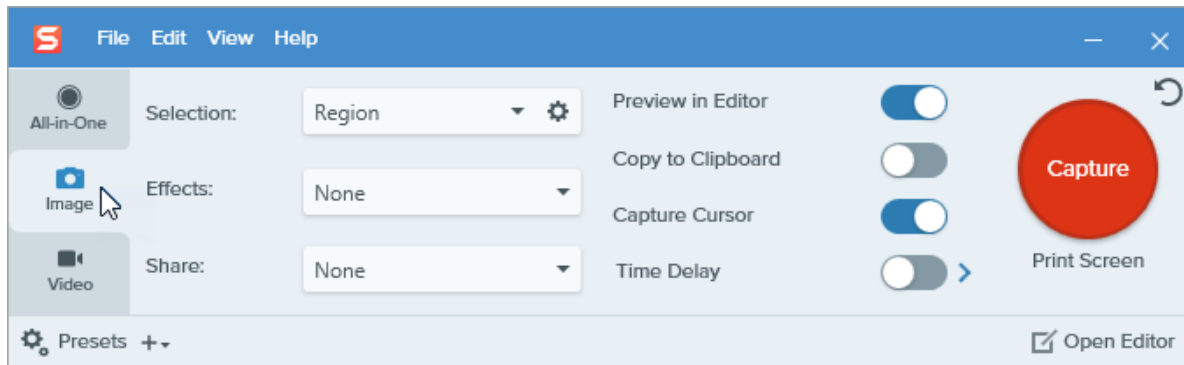 S File Edit View Help
All-in-One
Image
Video
Selection: Region
Effects: None
Share: None
Preview in Editor
Copy to Clipboard
Capture Cursor
Time Delay
Capture
Print Screen
Presets
Open Editor